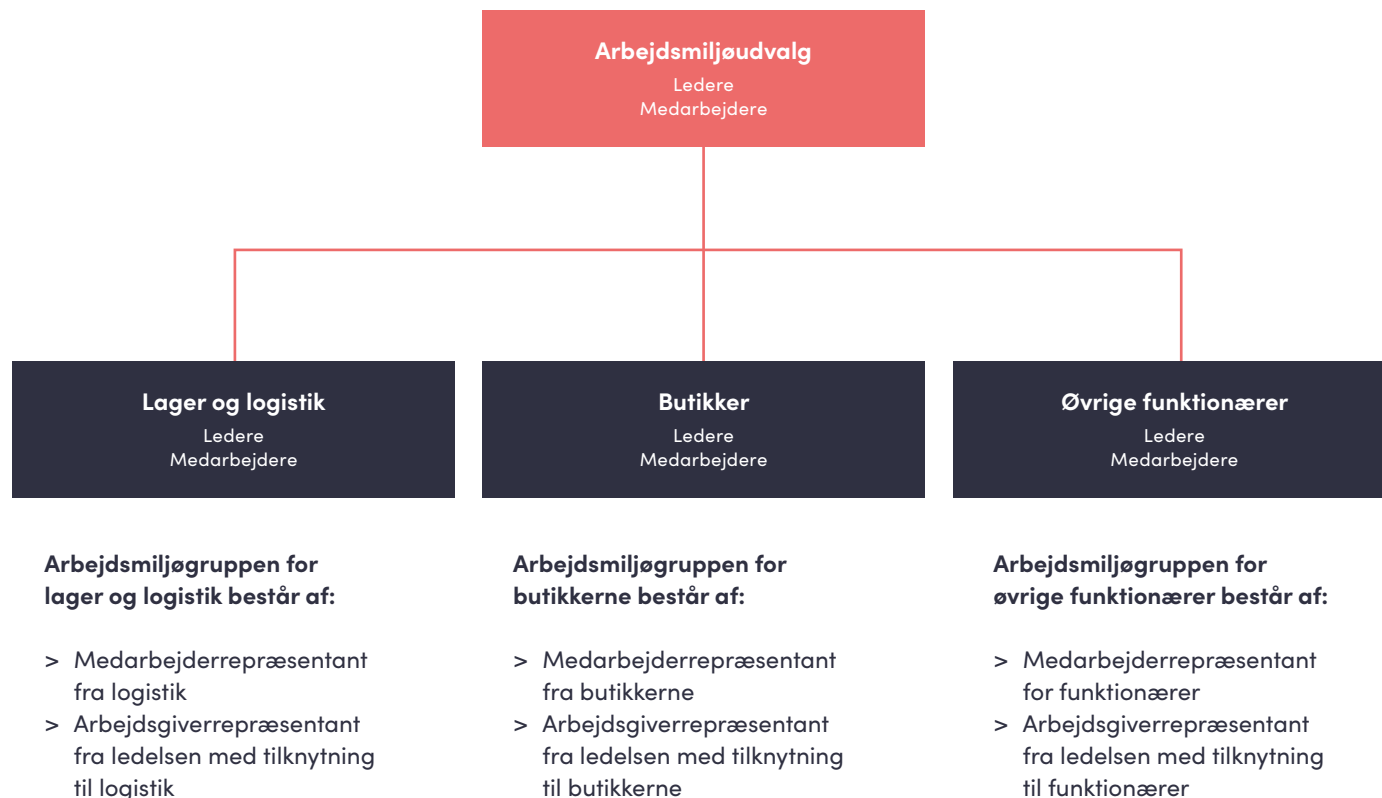 Arbejdsmiljøudvalg
Ledere
Medarbejdere
Lager og logistik
Ledere
Medarbejdere
Butikker
Ledere
Medarbejdere
Øvrige funktionærer
Ledere
Medarbejdere
Arbejdsmiljøgruppen for
lager og logistik består af:
> Medarbejderrepræsentant
fra logistik
> Arbejdsgiverrepræsentant
fra ledelsen med tilknytning
til logistik
Arbejdsmiljøgruppen for
butikkerne består af:
> Medarbejderrepræsentant
fra butikkerne
> Arbejdsgiverrepræsentant
fra ledelsen med tilknytning
til butikkerne
Arbejdsmiljøgruppen for
øvrige funktionærer består af:
> Medarbejderrepræsentant
for funktionærer
> Arbejdsgiverrepræsentant
fra ledelsen med tilknytning
til funktionærer